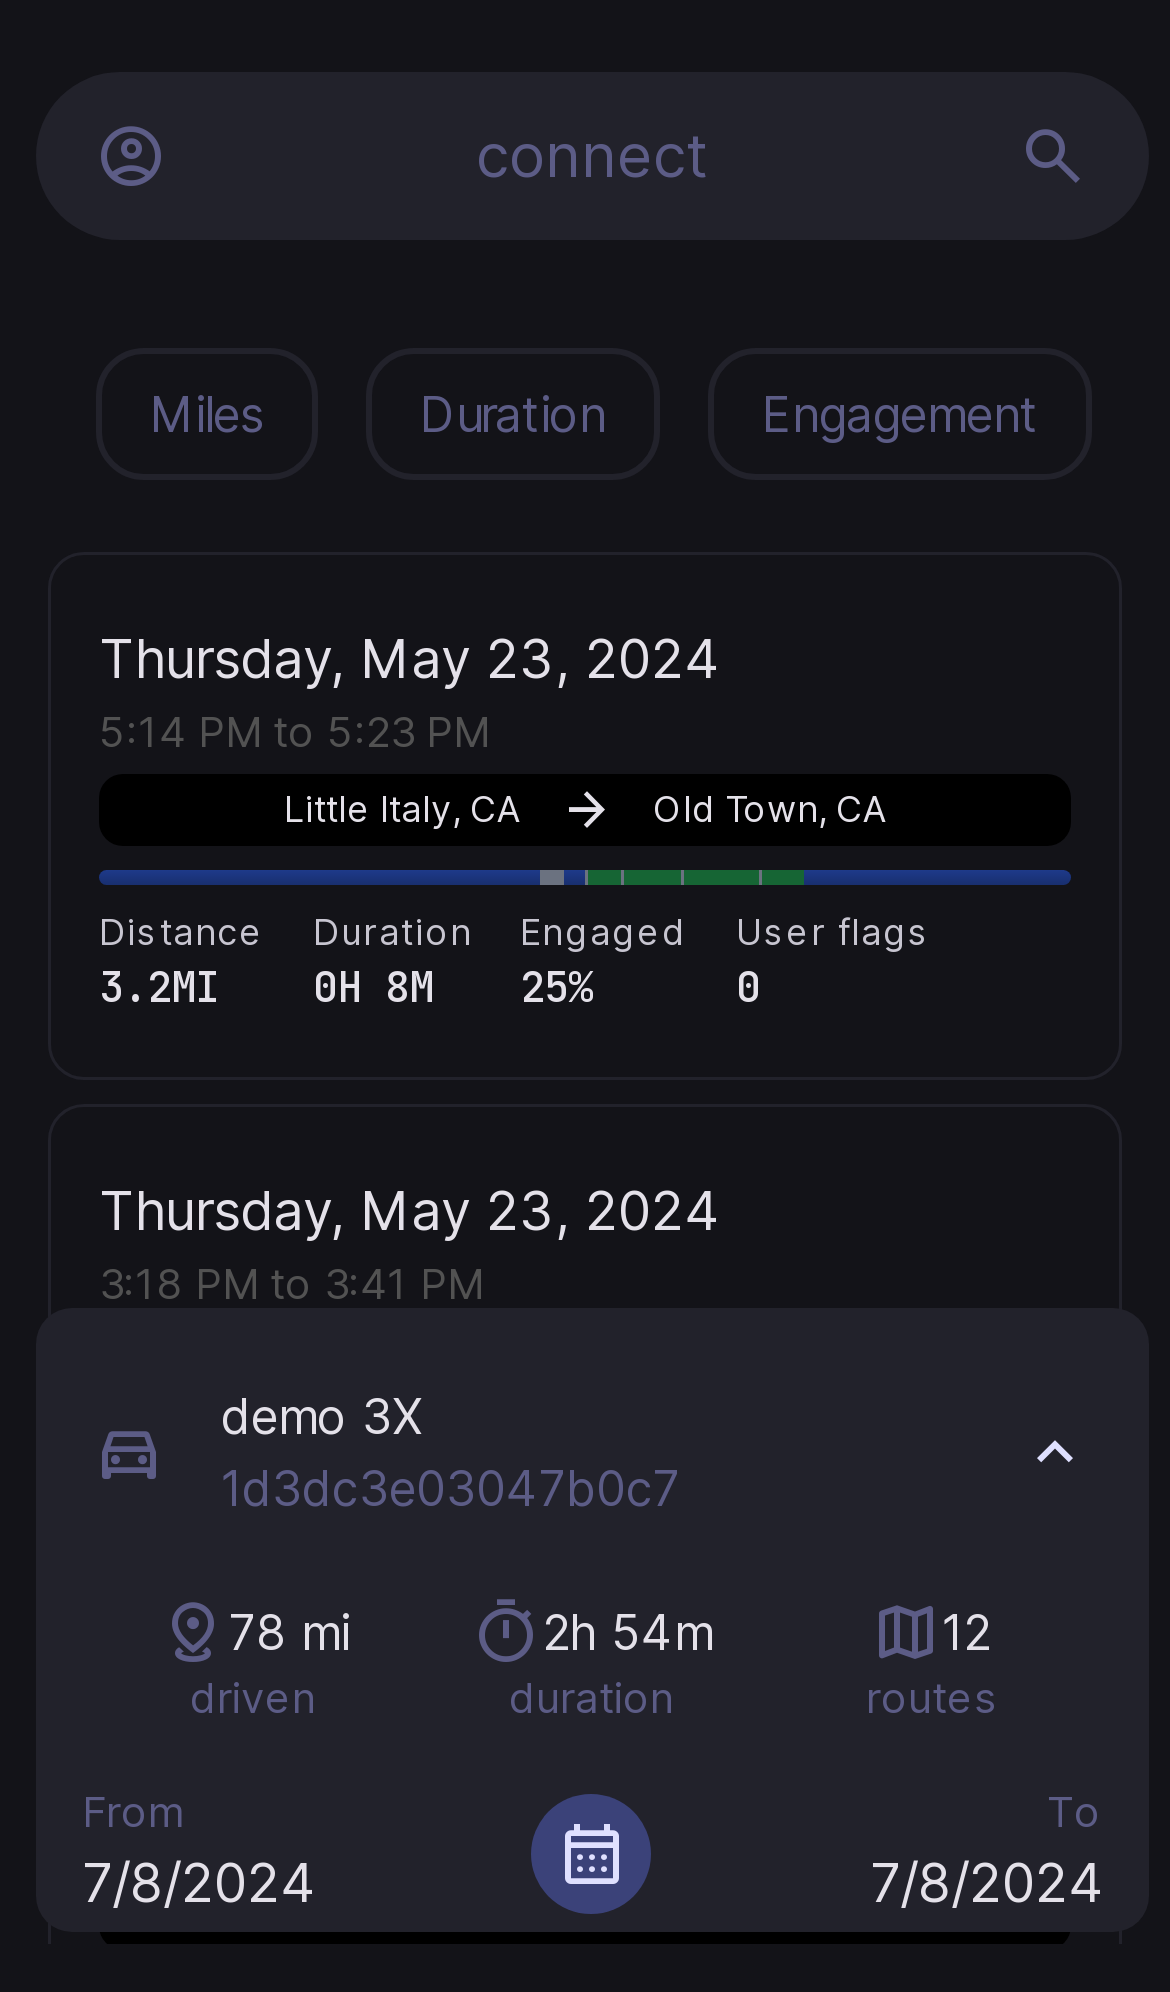 connect
Miles Duration Engagement
Thursday, May 23, 2024
5:14 PM to 5:23 PM
Little Italy, CA → Old Town, CA
Distance Duration Engaged User flags
3.2MI 0H 8M 25% 0
Thursday, May 23, 2024
3:18 PM to 3:41 PM
demo 3X
1d3dc3e03047b0c7
78 mi 2h 54m 12
driven duration routes
From To
7/8/2024 7/8/2024